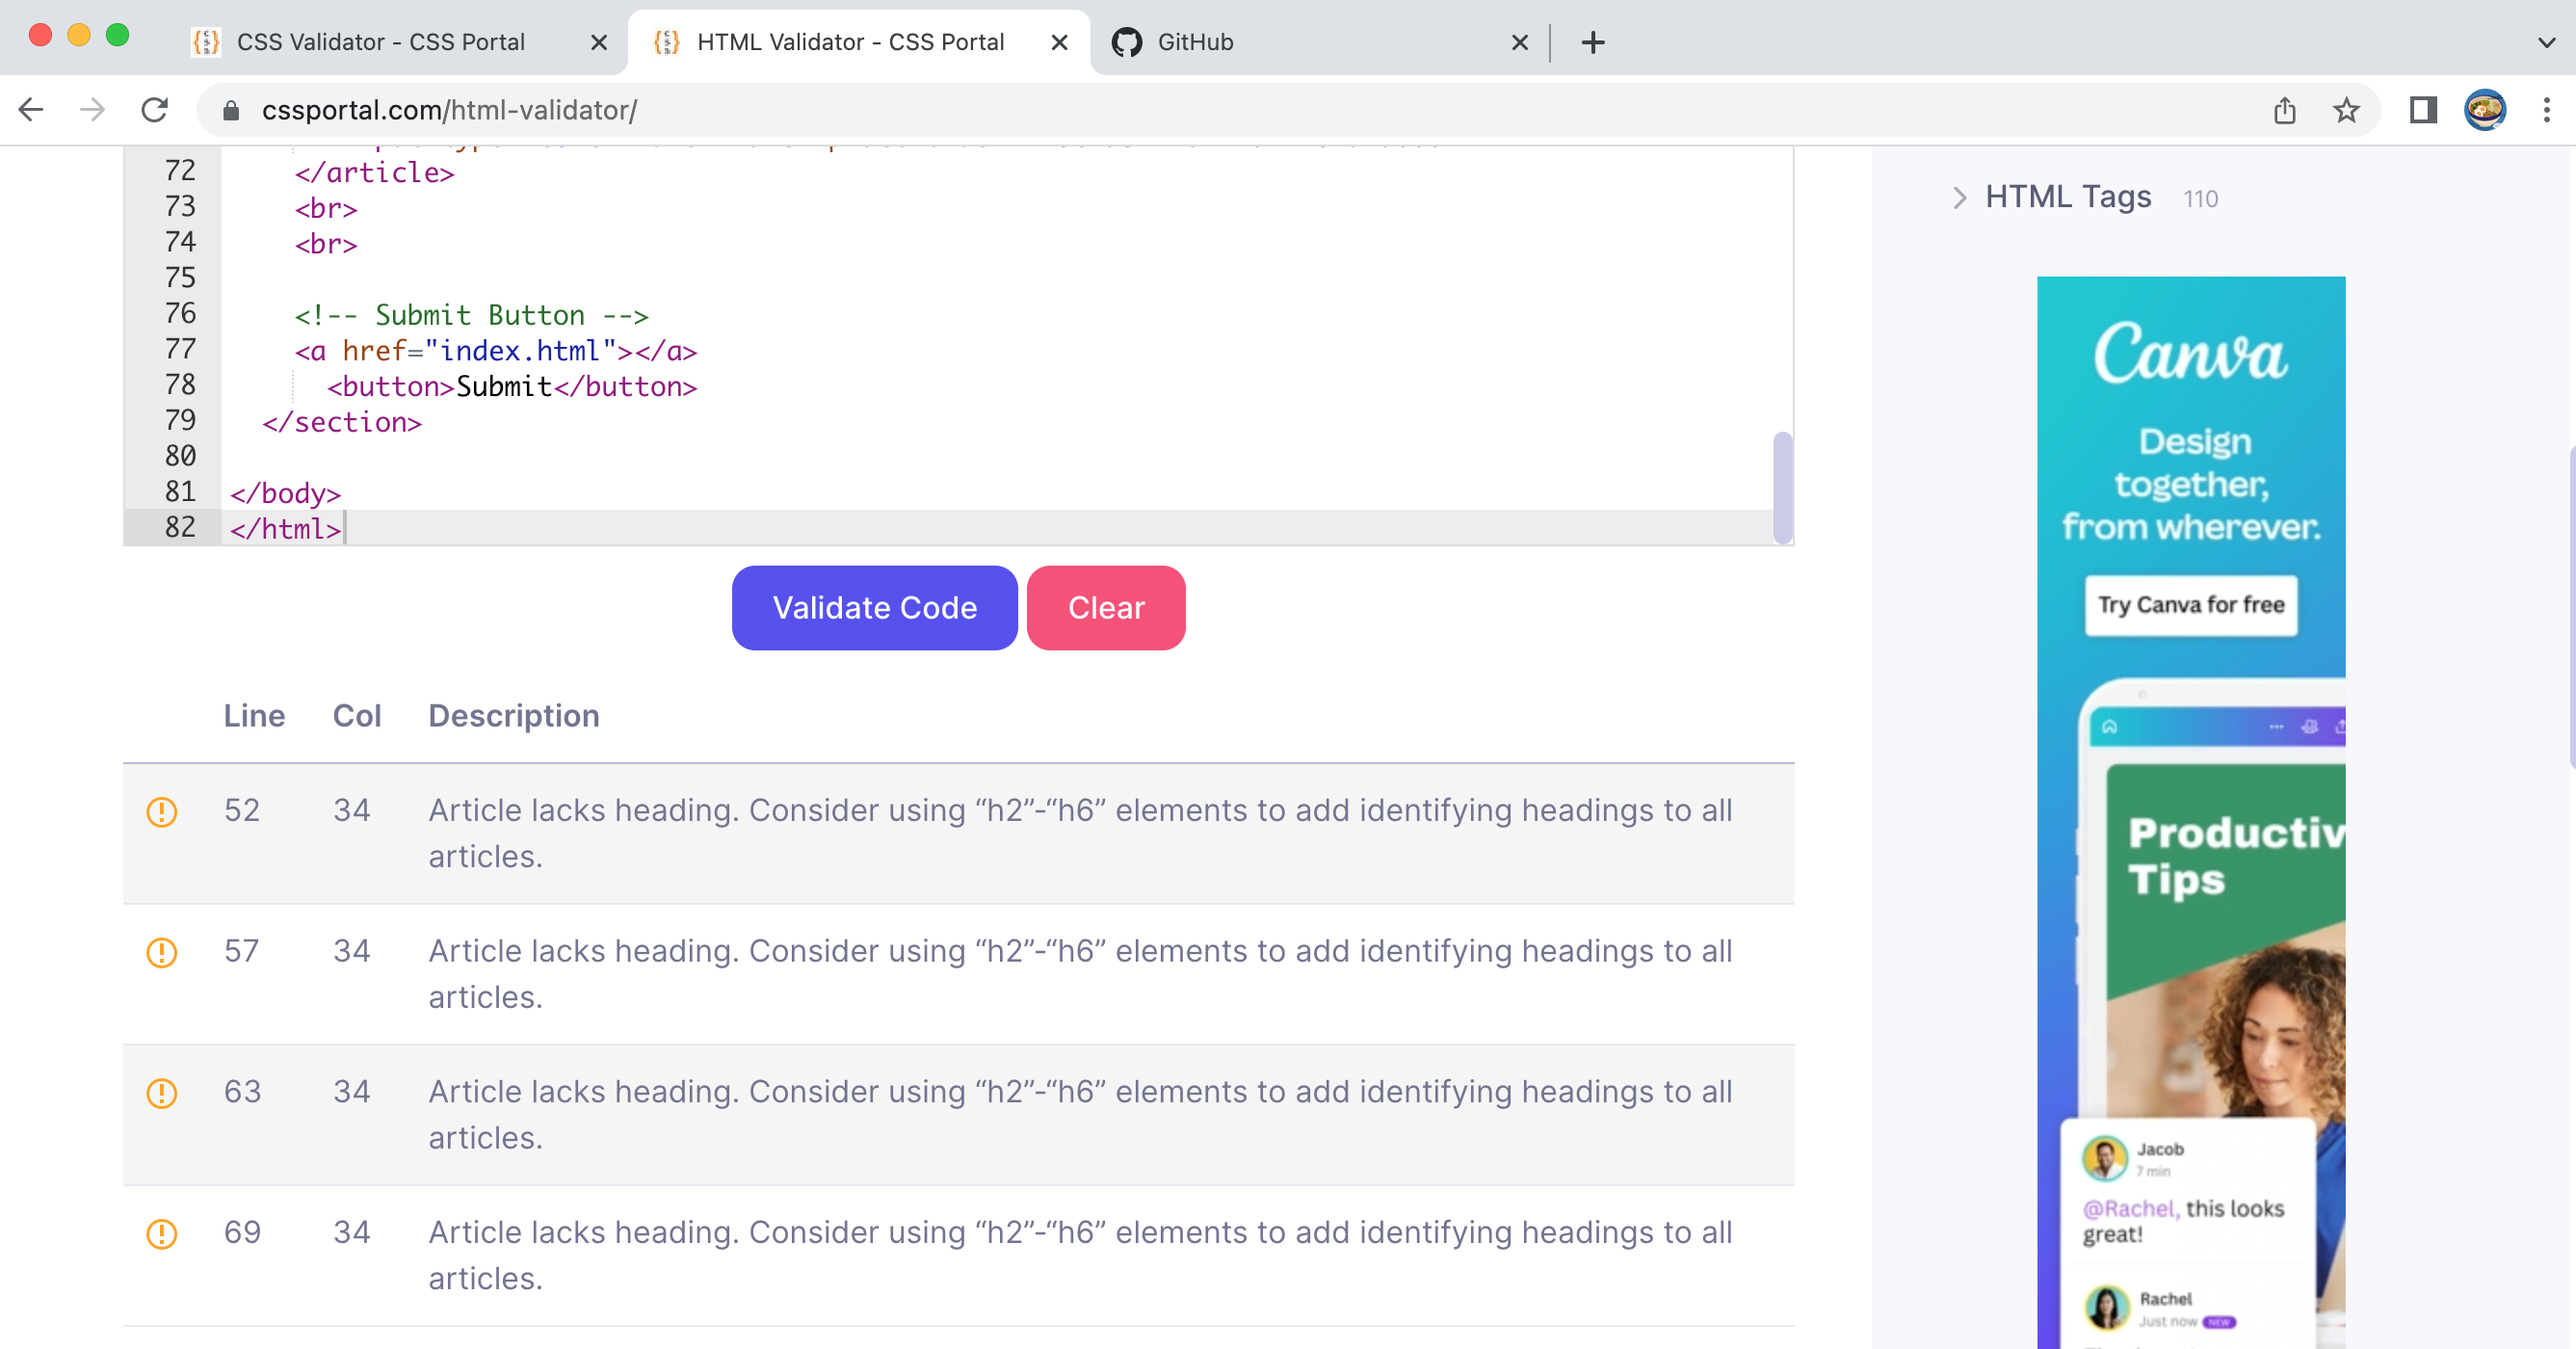 CSS Validator - CSS Portal
HTML Validator - CSS Portal
GitHub
cssportal.com/html-validator/
72 </article>
73 <br>
74 <br>
75
76 <!-- Submit Button -->
77 <a href="index.html"></a>
78 <button>Submit</button>
79 </section>
80
81 </body>
82 </html>
Validate Code
Clear
Line Col Description
52 34 Article lacks heading. Consider using “h2”-“h6” elements to add identifying headings to all
articles.
57 34 Article lacks heading. Consider using “h2”-“h6” elements to add identifying headings to all
articles.
63 34 Article lacks heading. Consider using “h2”-“h6” elements to add identifying headings to all
articles.
69 34 Article lacks heading. Consider using “h2”-“h6” elements to add identifying headings to all
articles.
HTML Tags 110
Canva
Design
together,
from wherever.
Try Canva for free
Productiv
Tips
Jacob
7 min
@Rachel, this looks
great!
Rachel
Just now NEW